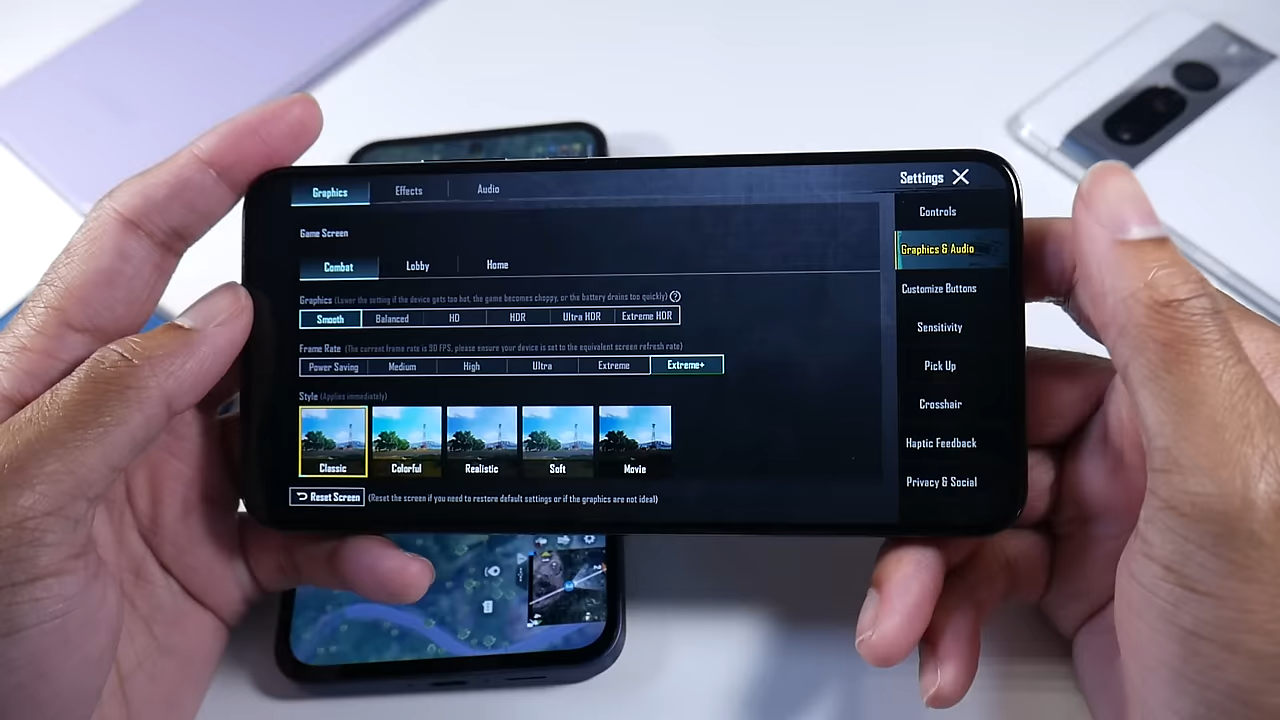 Graphics Effects Audio Settings
Game Screen
Combat Lobby Home
Graphics (Lower the setting if the device gets too hot, the game becomes choppy, or the battery drains too quickly) ?
Smooth Balanced HD HDR Ultra HDR Extreme HDR
Frame Rate (The current frame rate is 90 FPS, please ensure your device is set to the equivalent screen refresh rate)
Power Saving Medium High Ultra Extreme Extreme+
Style (Applies immediately)
Classic Colorful Realistic Soft Movie
Reset Screen (Reset the screen if you need to restore default settings or if the graphics are not ideal)
Controls
Graphics & Audio
Customize Buttons
Sensitivity
Pick Up
Crosshair
Haptic Feedback
Privacy & Social